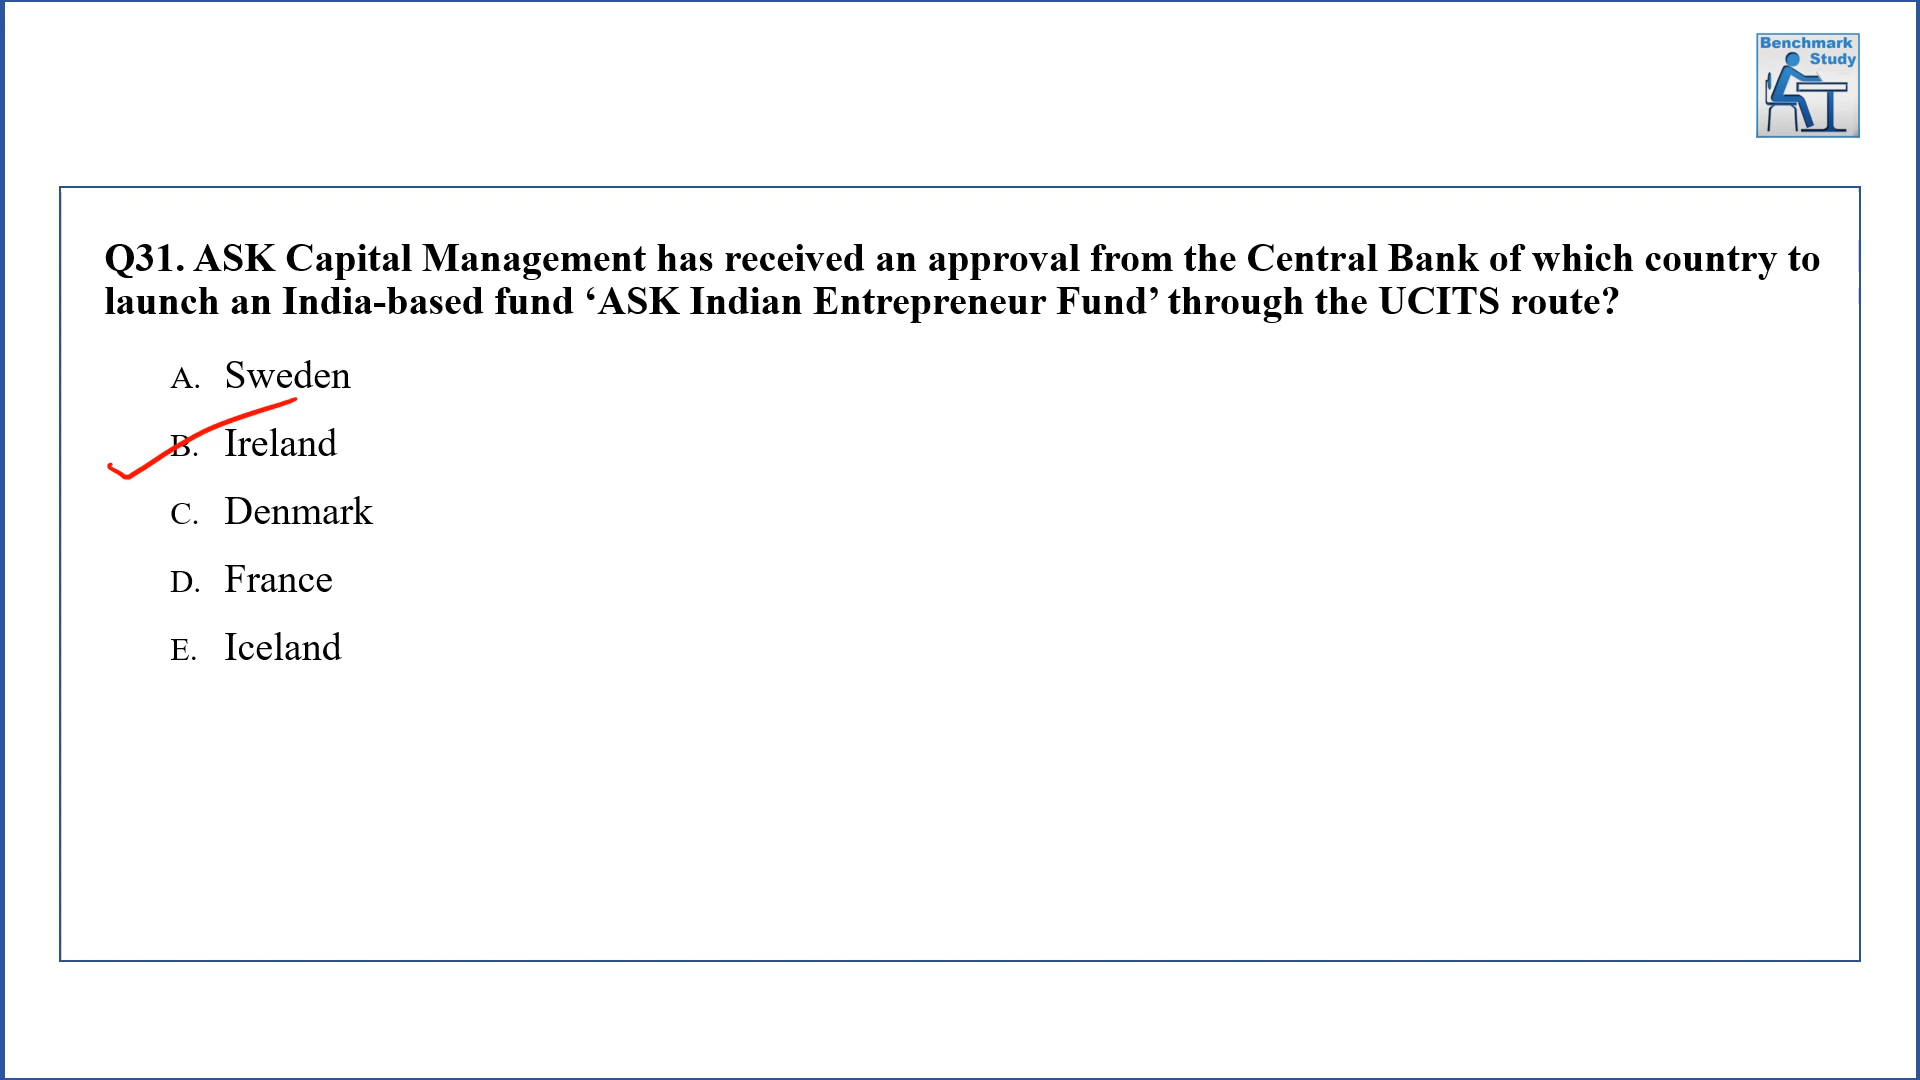 Benchmark
Study
Q31. ASK Capital Management has received an approval from the Central Bank of which country to
launch an India-based fund ‘ASK Indian Entrepreneur Fund’ through the UCITS route?
A. Sweden
B. Ireland
C. Denmark
D. France
E. Iceland